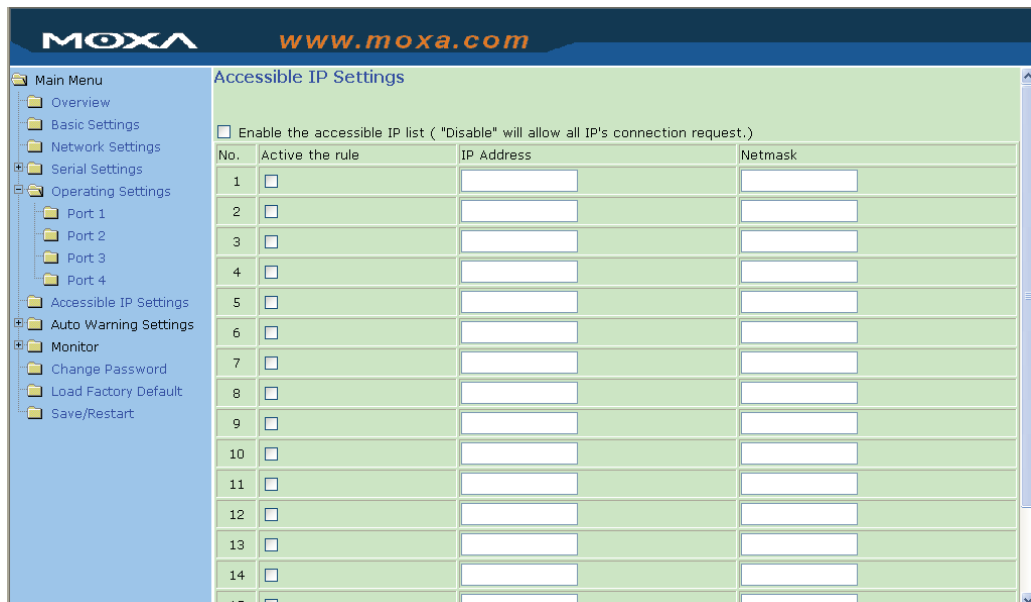 MOXA www.moxa.com
Main Menu
Overview
Basic Settings
Network Settings
Serial Settings
Operating Settings
Port 1
Port 2
Port 3
Port 4
Accessible IP Settings
Auto Warning Settings
Monitor
Change Password
Load Factory Default
Save/Restart
Accessible IP Settings
Enable the accessible IP list ( "Disable" will allow all IP's connection request.)
No. Active the rule IP Address Netmask
1
2
3
4
5
6
7
8
9
10
11
12
13
14